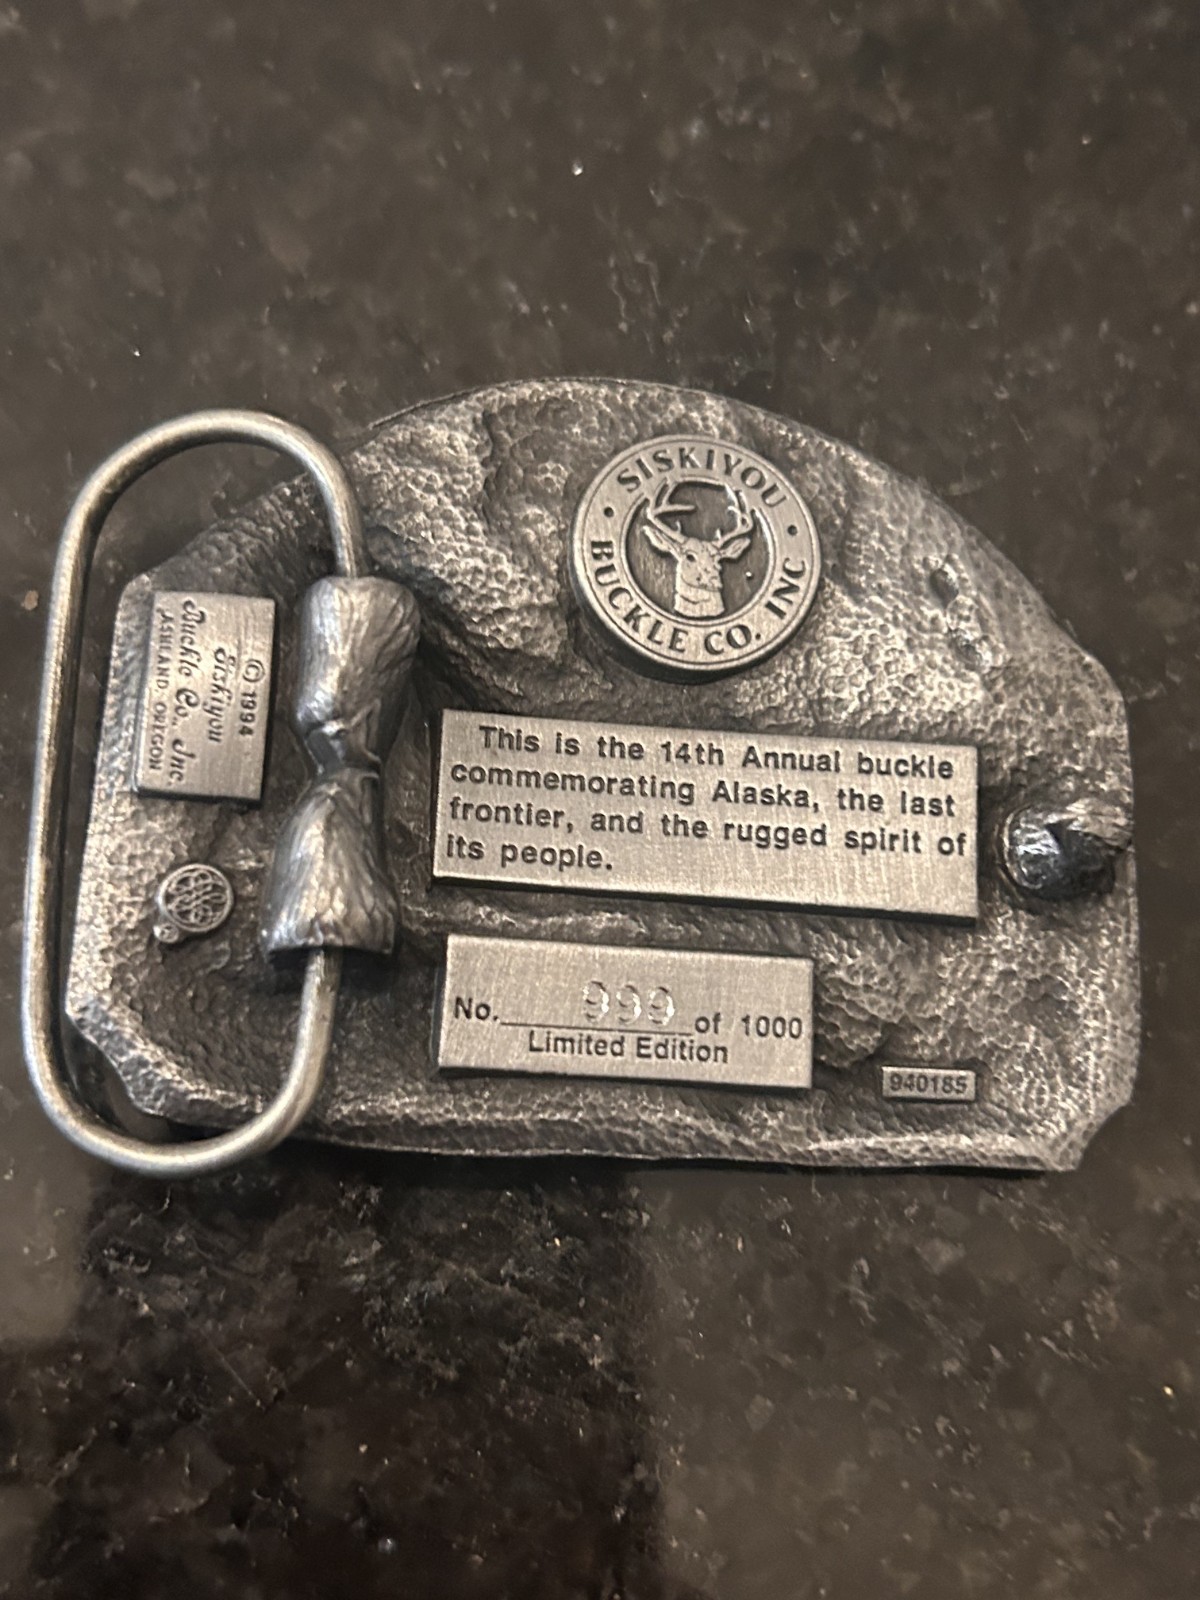 SISKIYOU
BUCKLE CO. INC
© 1994
Siskiyou
Buckle Co., Inc.
ASHLAND, OREGON
This is the 14th Annual buckle
commemorating Alaska, the last
frontier, and the rugged spirit of
its people.
No. 999 of 1000
Limited Edition
940185